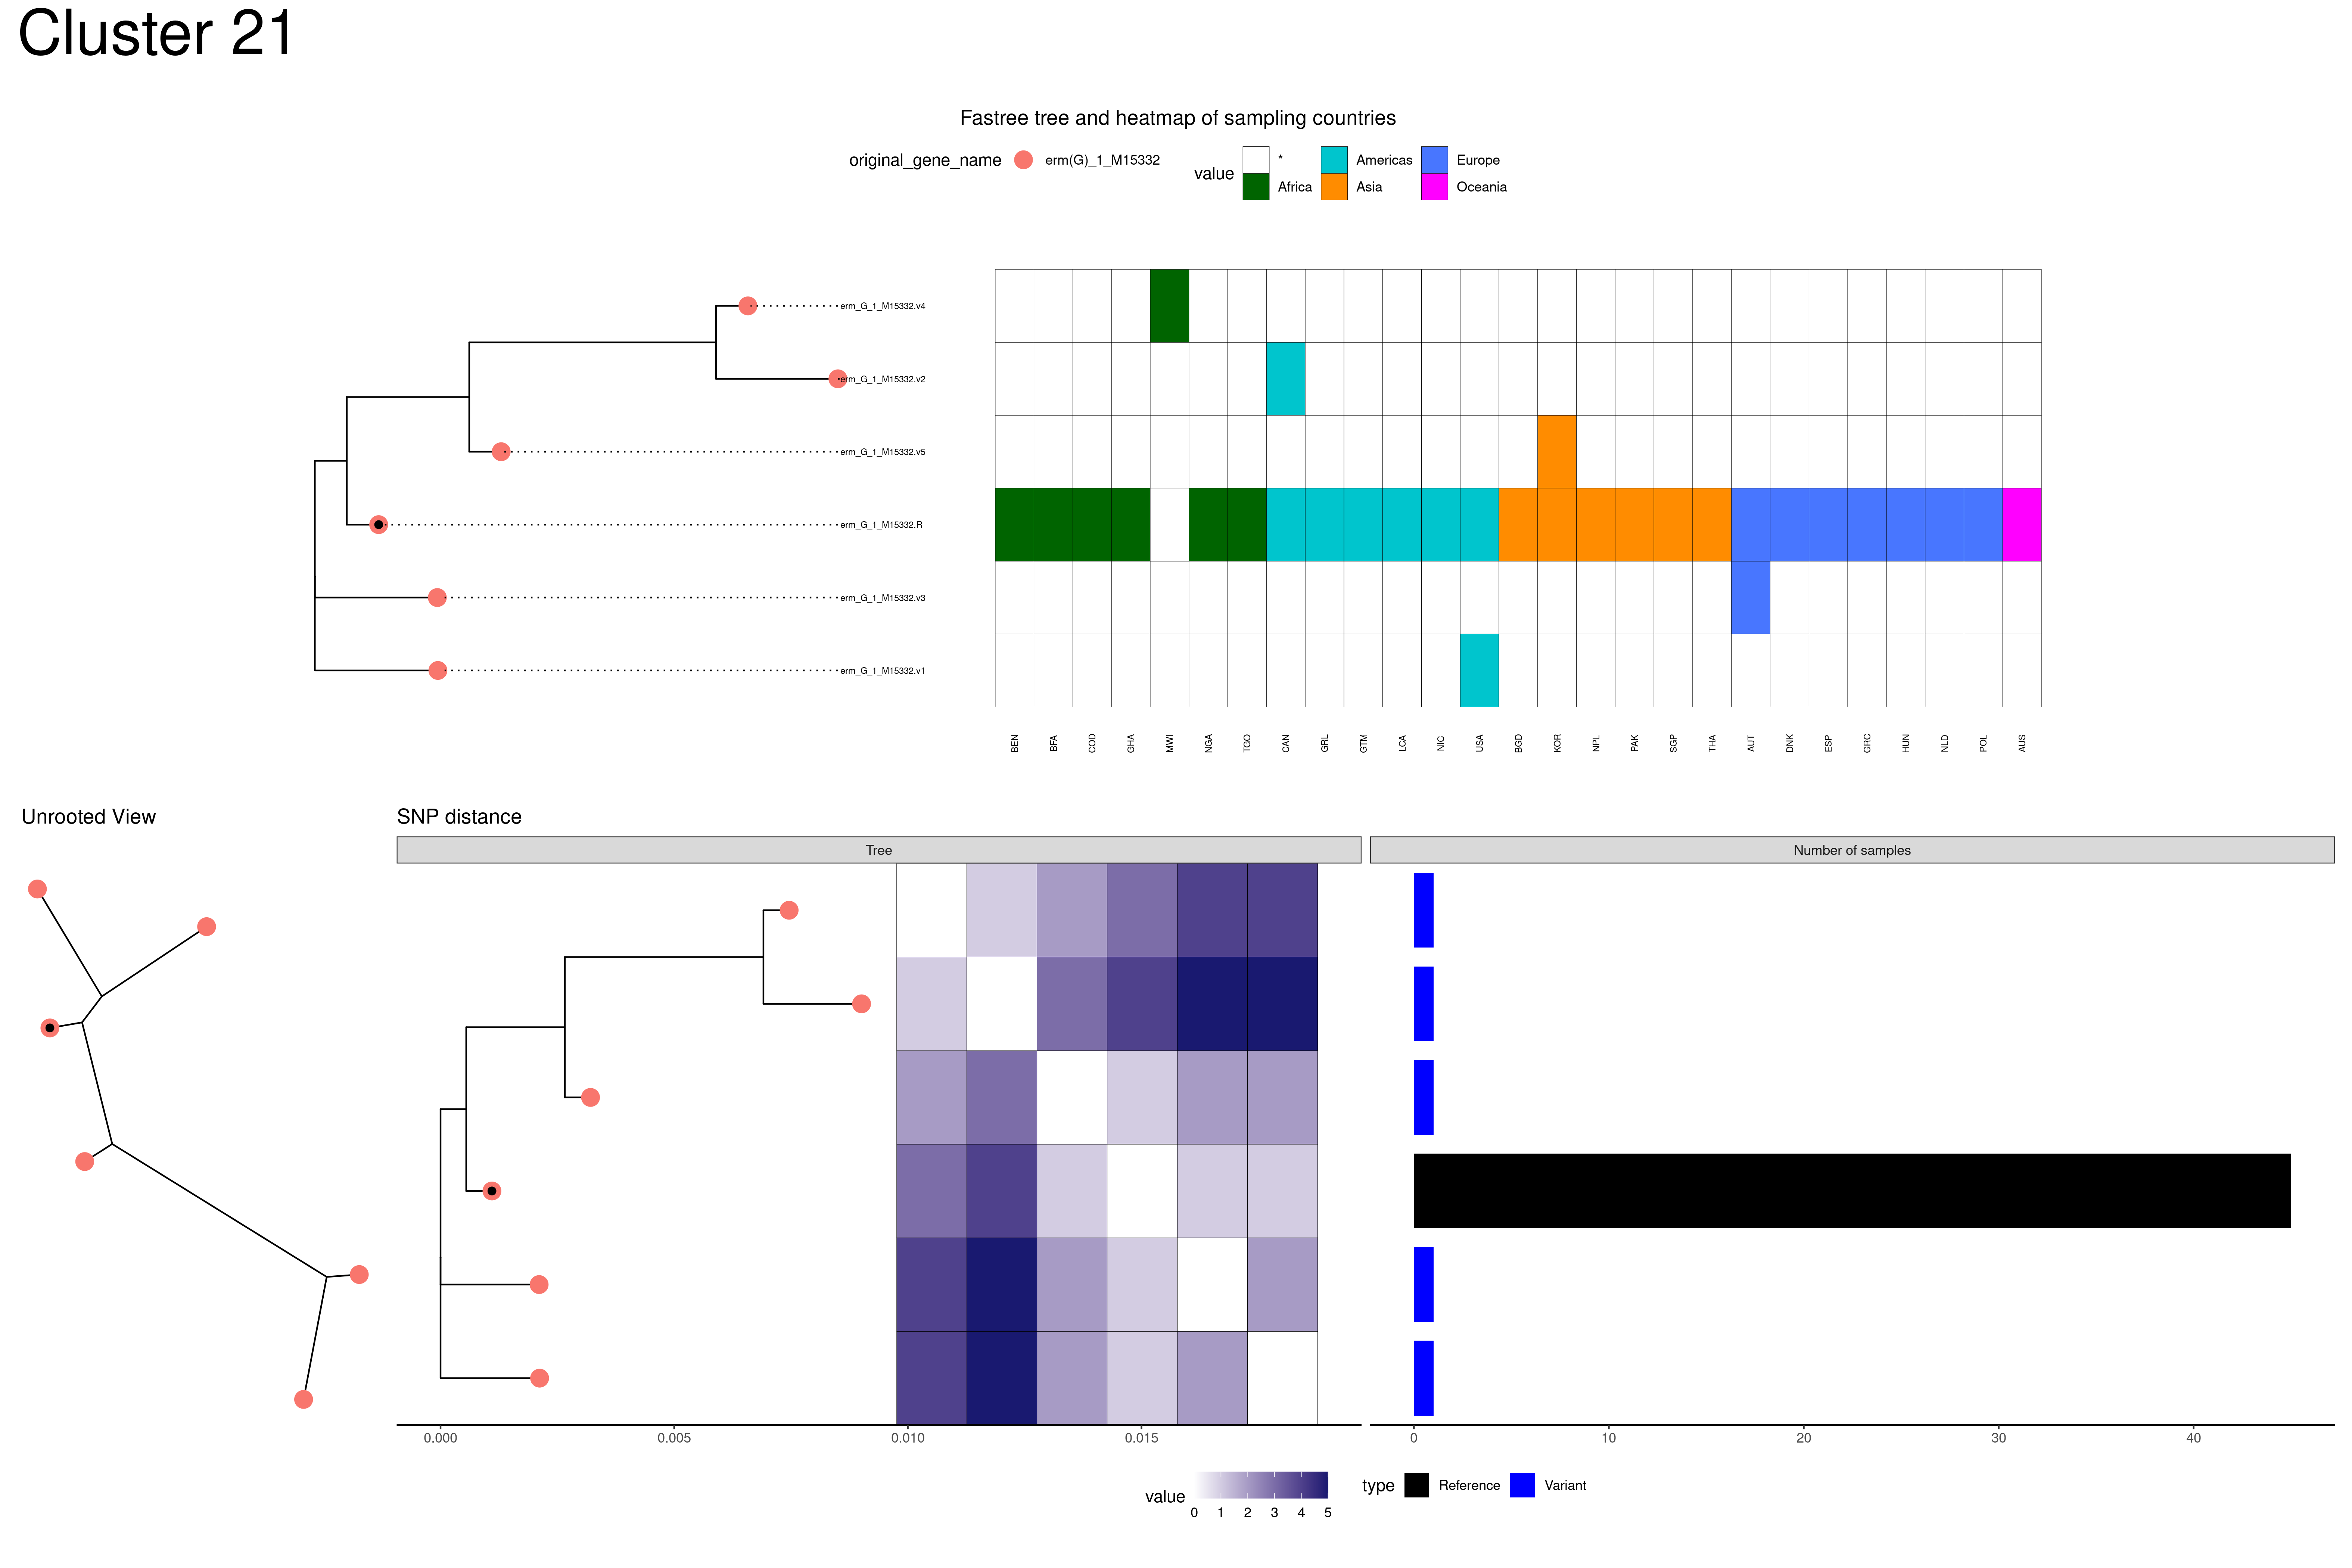 Cluster 21
Fastree tree and heatmap of sampling countries
original_gene_name erm(G)_1_M15332 value * Americas Europe
Africa Asia Oceania
erm_G_1_M15332.v4
erm_G_1_M15332.v2
erm_G_1_M15332.v5
erm_G_1_M15332.R
erm_G_1_M15332.v3
erm_G_1_M15332.v1
BEN BFA COD GHA MWI NGA TGO CAN GRL GTM LCA NIC USA BGD KOR NPL PAK SGP THA AUT DNK ESP GRC HUN NLD POL AUS
Unrooted View SNP distance
Tree Number of samples
0.000 0.005 0.010 0.015 0 10 20 30 40
value type Reference Variant
0 1 2 3 4 5